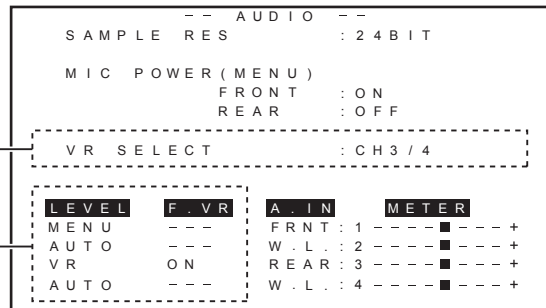 -- AUDIO --
SAMPLE RES :24BIT
MIC POWER(MENU)
FRONT :ON
REAR :OFF
VR SELECT :CH3/4
LEVEL F.VR A.IN METER
MENU --- FRNT:1 ----■---+
AUTO --- W.L.:2 ----■---+
VR ON REAR:3 ----■---+
AUTO --- W.L.:4 ----■---+